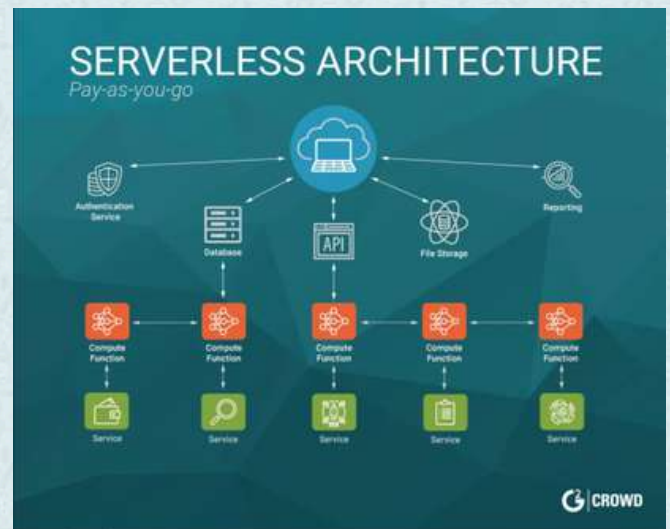 SERVERLESS ARCHITECTURE
Pay-as-you-go
Authentication
Service
Database
API
File Storage
Reporting
Compute
Function
Compute
Function
Compute
Function
Compute
Function
Compute
Function
Service
Service
Service
Service
Service
G2 CROWD